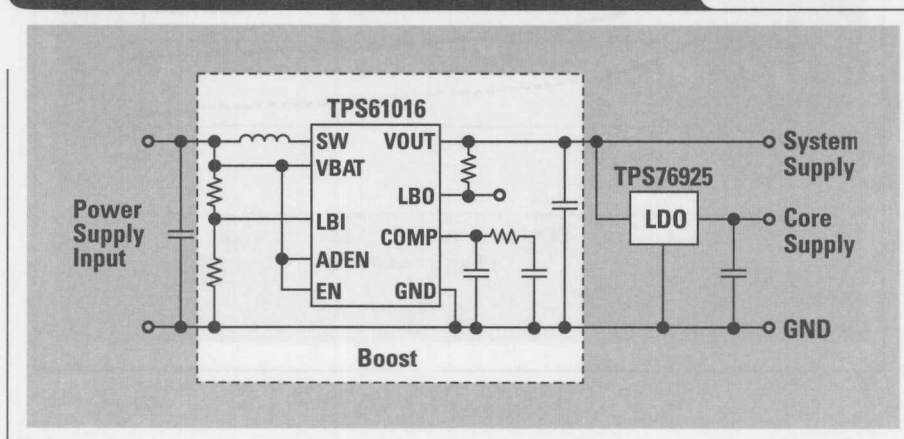 TPS61016
SW VOUT
VBAT
LBO
LBI
COMP
ADEN
EN GND
Boost
Power
Supply
Input
TPS76925
LDO
System
Supply
Core
Supply
GND